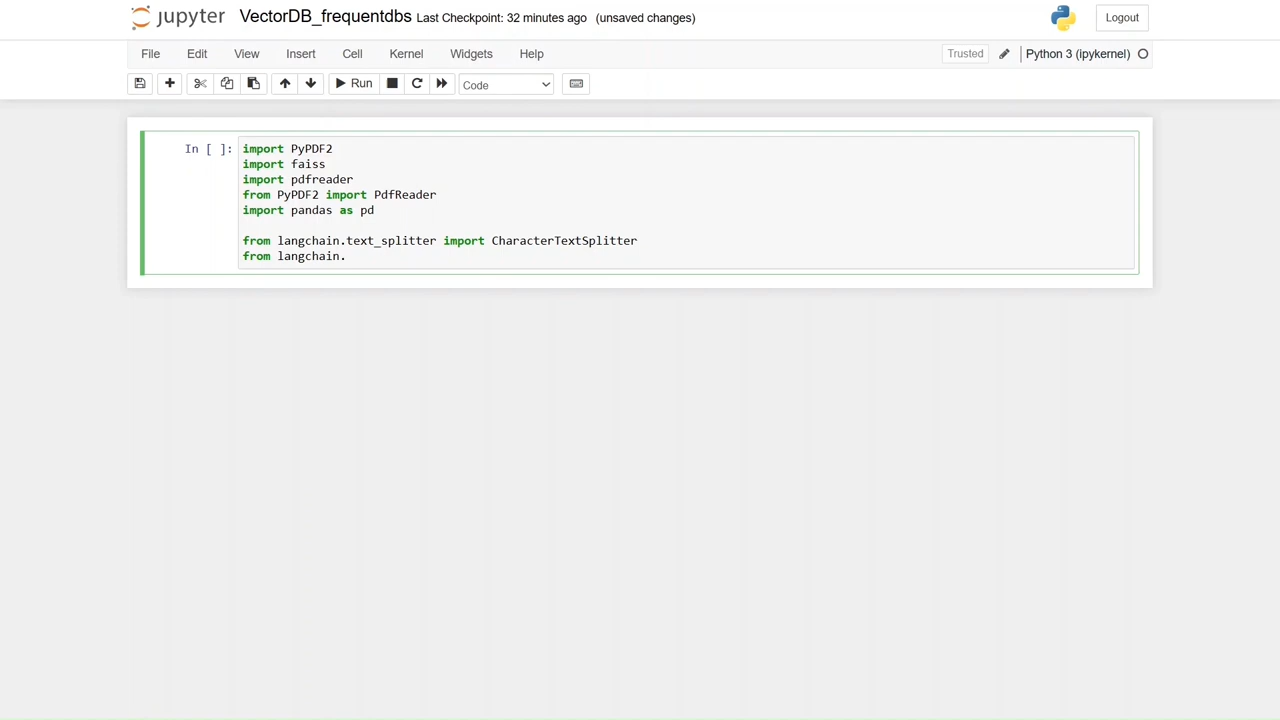 jupyter VectorDB_frequentdbs Last Checkpoint: 32 minutes ago (unsaved changes) Logout
File Edit View Insert Cell Kernel Widgets Help Trusted Python 3 (ipykernel)
Run Code
In [ ]: import PyPDF2
import faiss
import pdfreader
from PyPDF2 import PdfReader
import pandas as pd
from langchain.text_splitter import CharacterTextSplitter
from langchain.